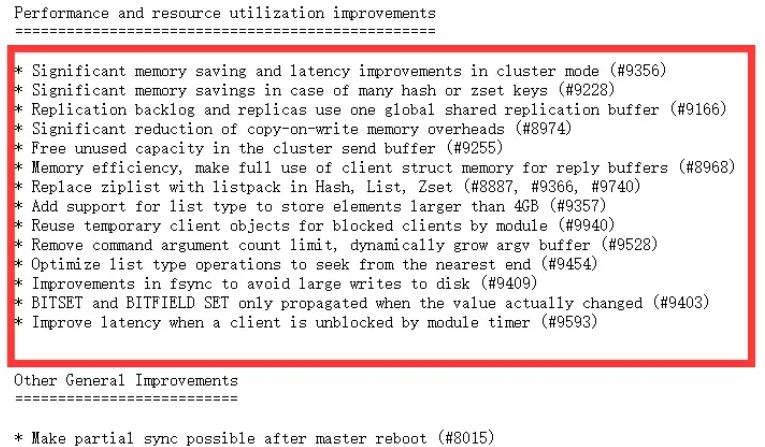 Performance and resource utilization improvements
=================================================
* Significant memory saving and latency improvements in cluster mode (#9356)
* Significant memory savings in case of many hash or zset keys (#9228)
* Replication backlog and replicas use one global shared replication buffer (#9166)
* Significant reduction of copy-on-write memory overheads (#8974)
* Free unused capacity in the cluster send buffer (#9255)
* Memory efficiency, make full use of client struct memory for reply buffers (#8968)
* Replace ziplist with listpack in Hash, List, Zset (#8887, #9366, #9740)
* Add support for list type to store elements larger than 4GB (#9357)
* Reuse temporary client objects for blocked clients by module (#9940)
* Remove command argument count limit, dynamically grow argv buffer (#9528)
* Optimize list type operations to seek from the nearest end (#9454)
* Improvements in fsync to avoid large writes to disk (#9409)
* BITSET and BITFIELD SET only propagated when the value actually changed (#9403)
* Improve latency when a client is unblocked by module timer (#9593)
Other General Improvements
==========================
* Make partial sync possible after master reboot (#8015)